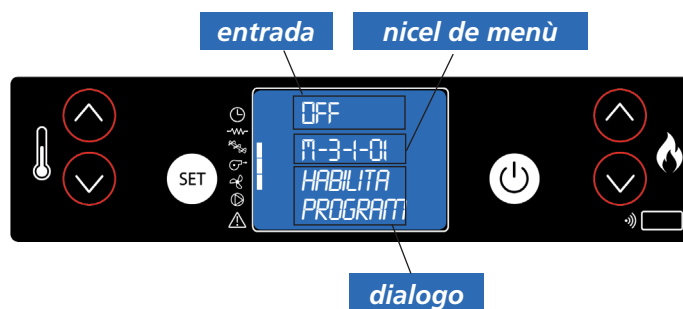 entrada
nicel de menù
OFF
M-3-1-01
SET
HABILITA
PROGRAM
dialogo